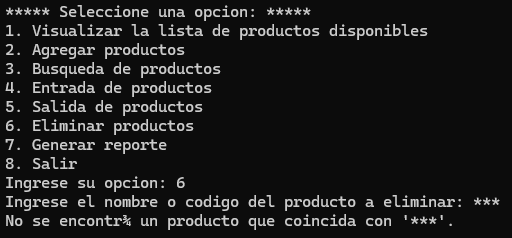 ***** Seleccione una opcion: *****
1. Visualizar la lista de productos disponibles
2. Agregar productos
3. Busqueda de productos
4. Entrada de productos
5. Salida de productos
6. Eliminar productos
7. Generar reporte
8. Salir
Ingrese su opcion: 6
Ingrese el nombre o codigo del producto a eliminar: ***
No se encontr¾ un producto que coincida con '***'.